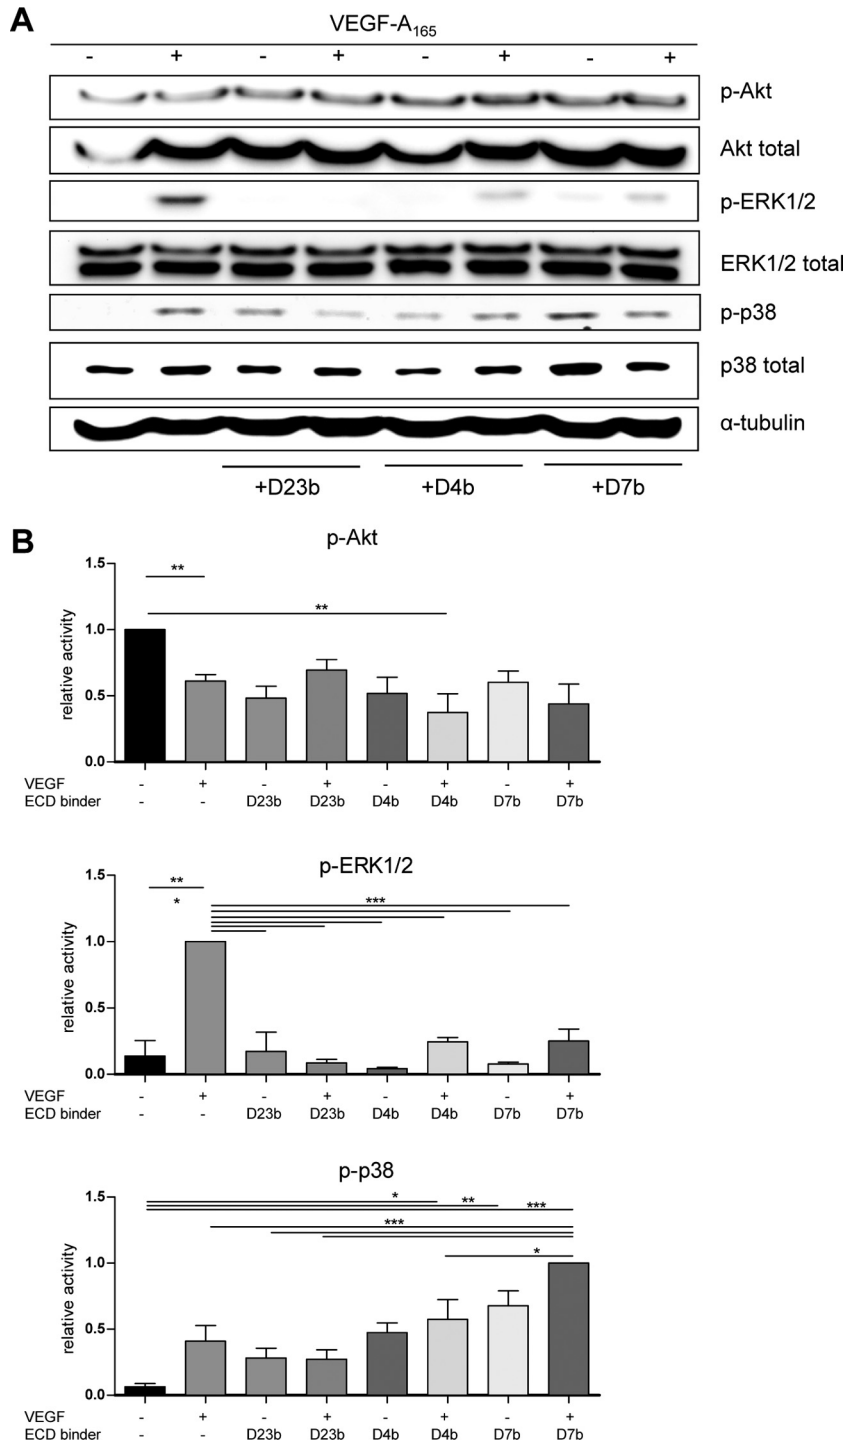 A
VEGF-A165
- + - + - + - +
p-Akt
Akt total
p-ERK1/2
ERK1/2 total
p-p38
p38 total
α-tubulin
+D23b +D4b +D7b
B
p-Akt
1.5
**
**
1.0
relative activity
0.5
0.0
VEGF - + - + - + - +
ECD binder - - D23b D23b D4b D4b D7b D7b
p-ERK1/2
1.5
**
* ***
1.0
relative activity
0.5
0.0
VEGF - + - + - + - +
ECD binder - - D23b D23b D4b D4b D7b D7b
p-p38
1.5
* ** ***
***
*
1.0
relative activity
0.5
0.0
VEGF - + - + - + - +
ECD binder - - D23b D23b D4b D4b D7b D7b